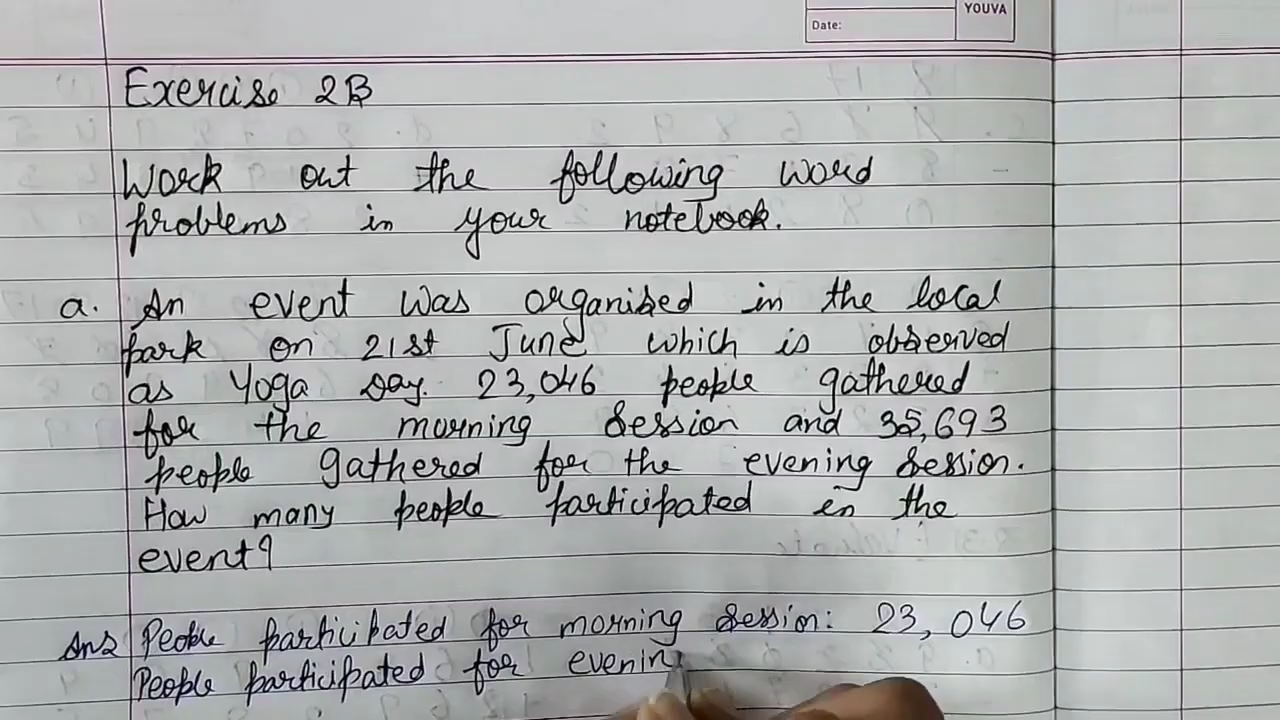 YOUVA
Date:
Exercise 2B
Work out the following word
problems in your notebook.
a. An event was organised in the local
park on 21st June which is observed
as Yoga Day. 23,046 people gathered
for the morning session and 35,693
people gathered for the evening session.
How many people participated in the
event?
Ans People participated for morning session: 23,046
People participated for evenin